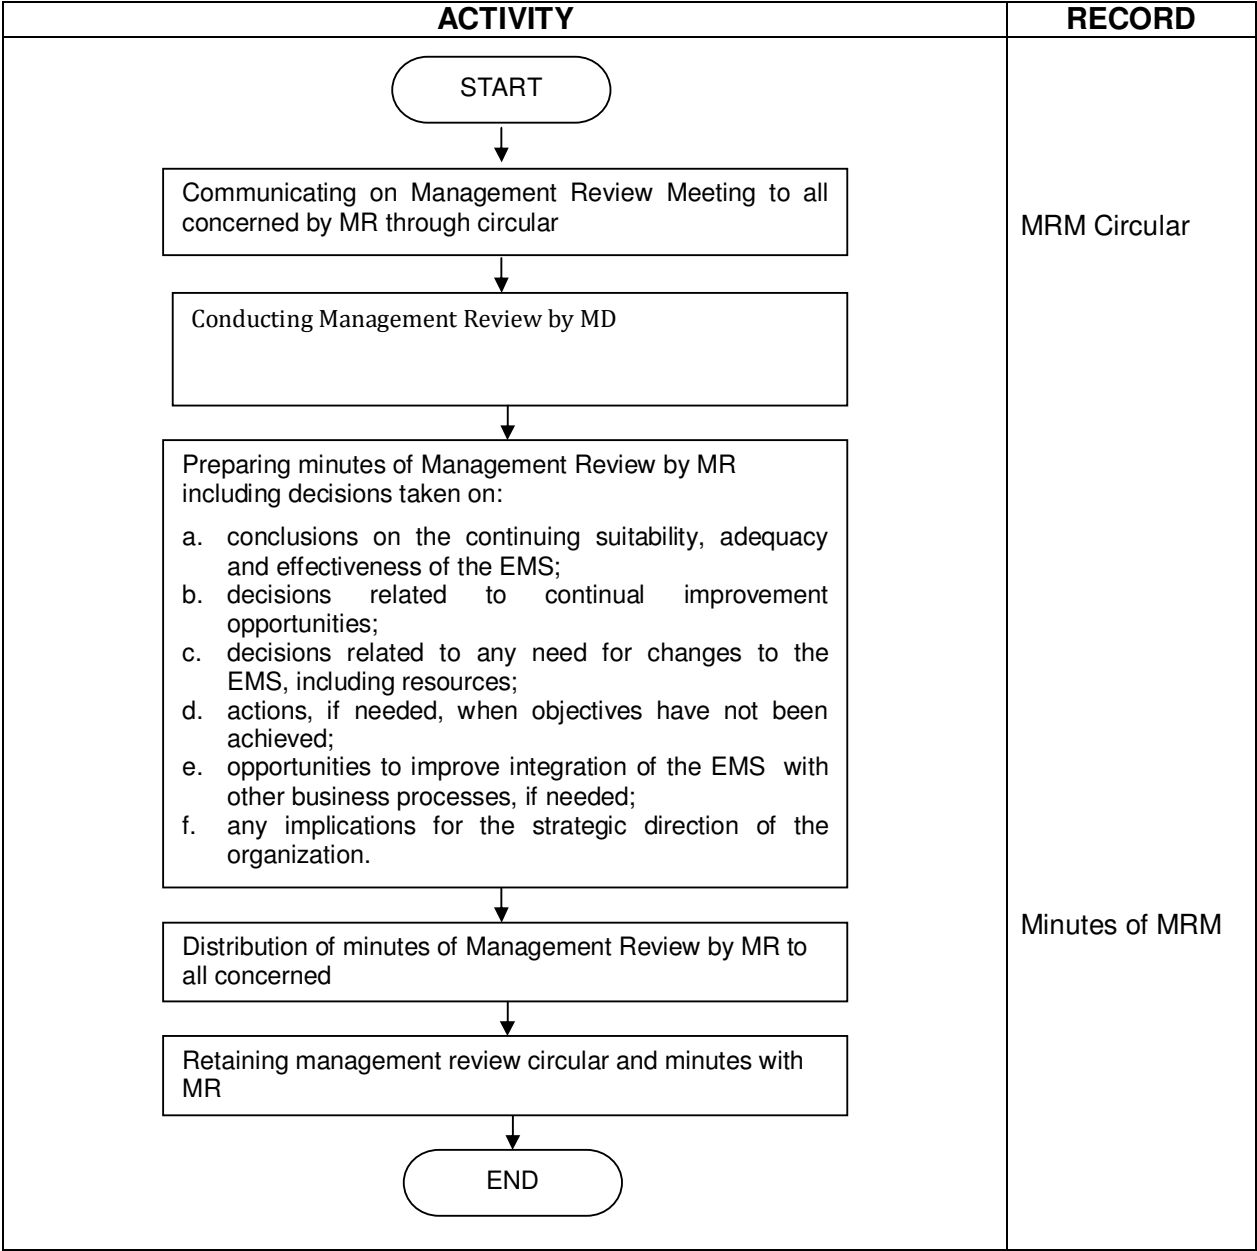 ACTIVITY
RECORD
START
Communicating on Management Review Meeting to all
concerned by MR through circular
MRM Circular
Conducting Management Review by MD
Preparing minutes of Management Review by MR
including decisions taken on:
a. conclusions on the continuing suitability, adequacy
and effectiveness of the EMS;
b. decisions related to continual improvement
opportunities;
c. decisions related to any need for changes to the
EMS, including resources;
d. actions, if needed, when objectives have not been
achieved;
e. opportunities to improve integration of the EMS with
other business processes, if needed;
f. any implications for the strategic direction of the
organization.
Minutes of MRM
Distribution of minutes of Management Review by MR to
all concerned
Retaining management review circular and minutes with
MR
END